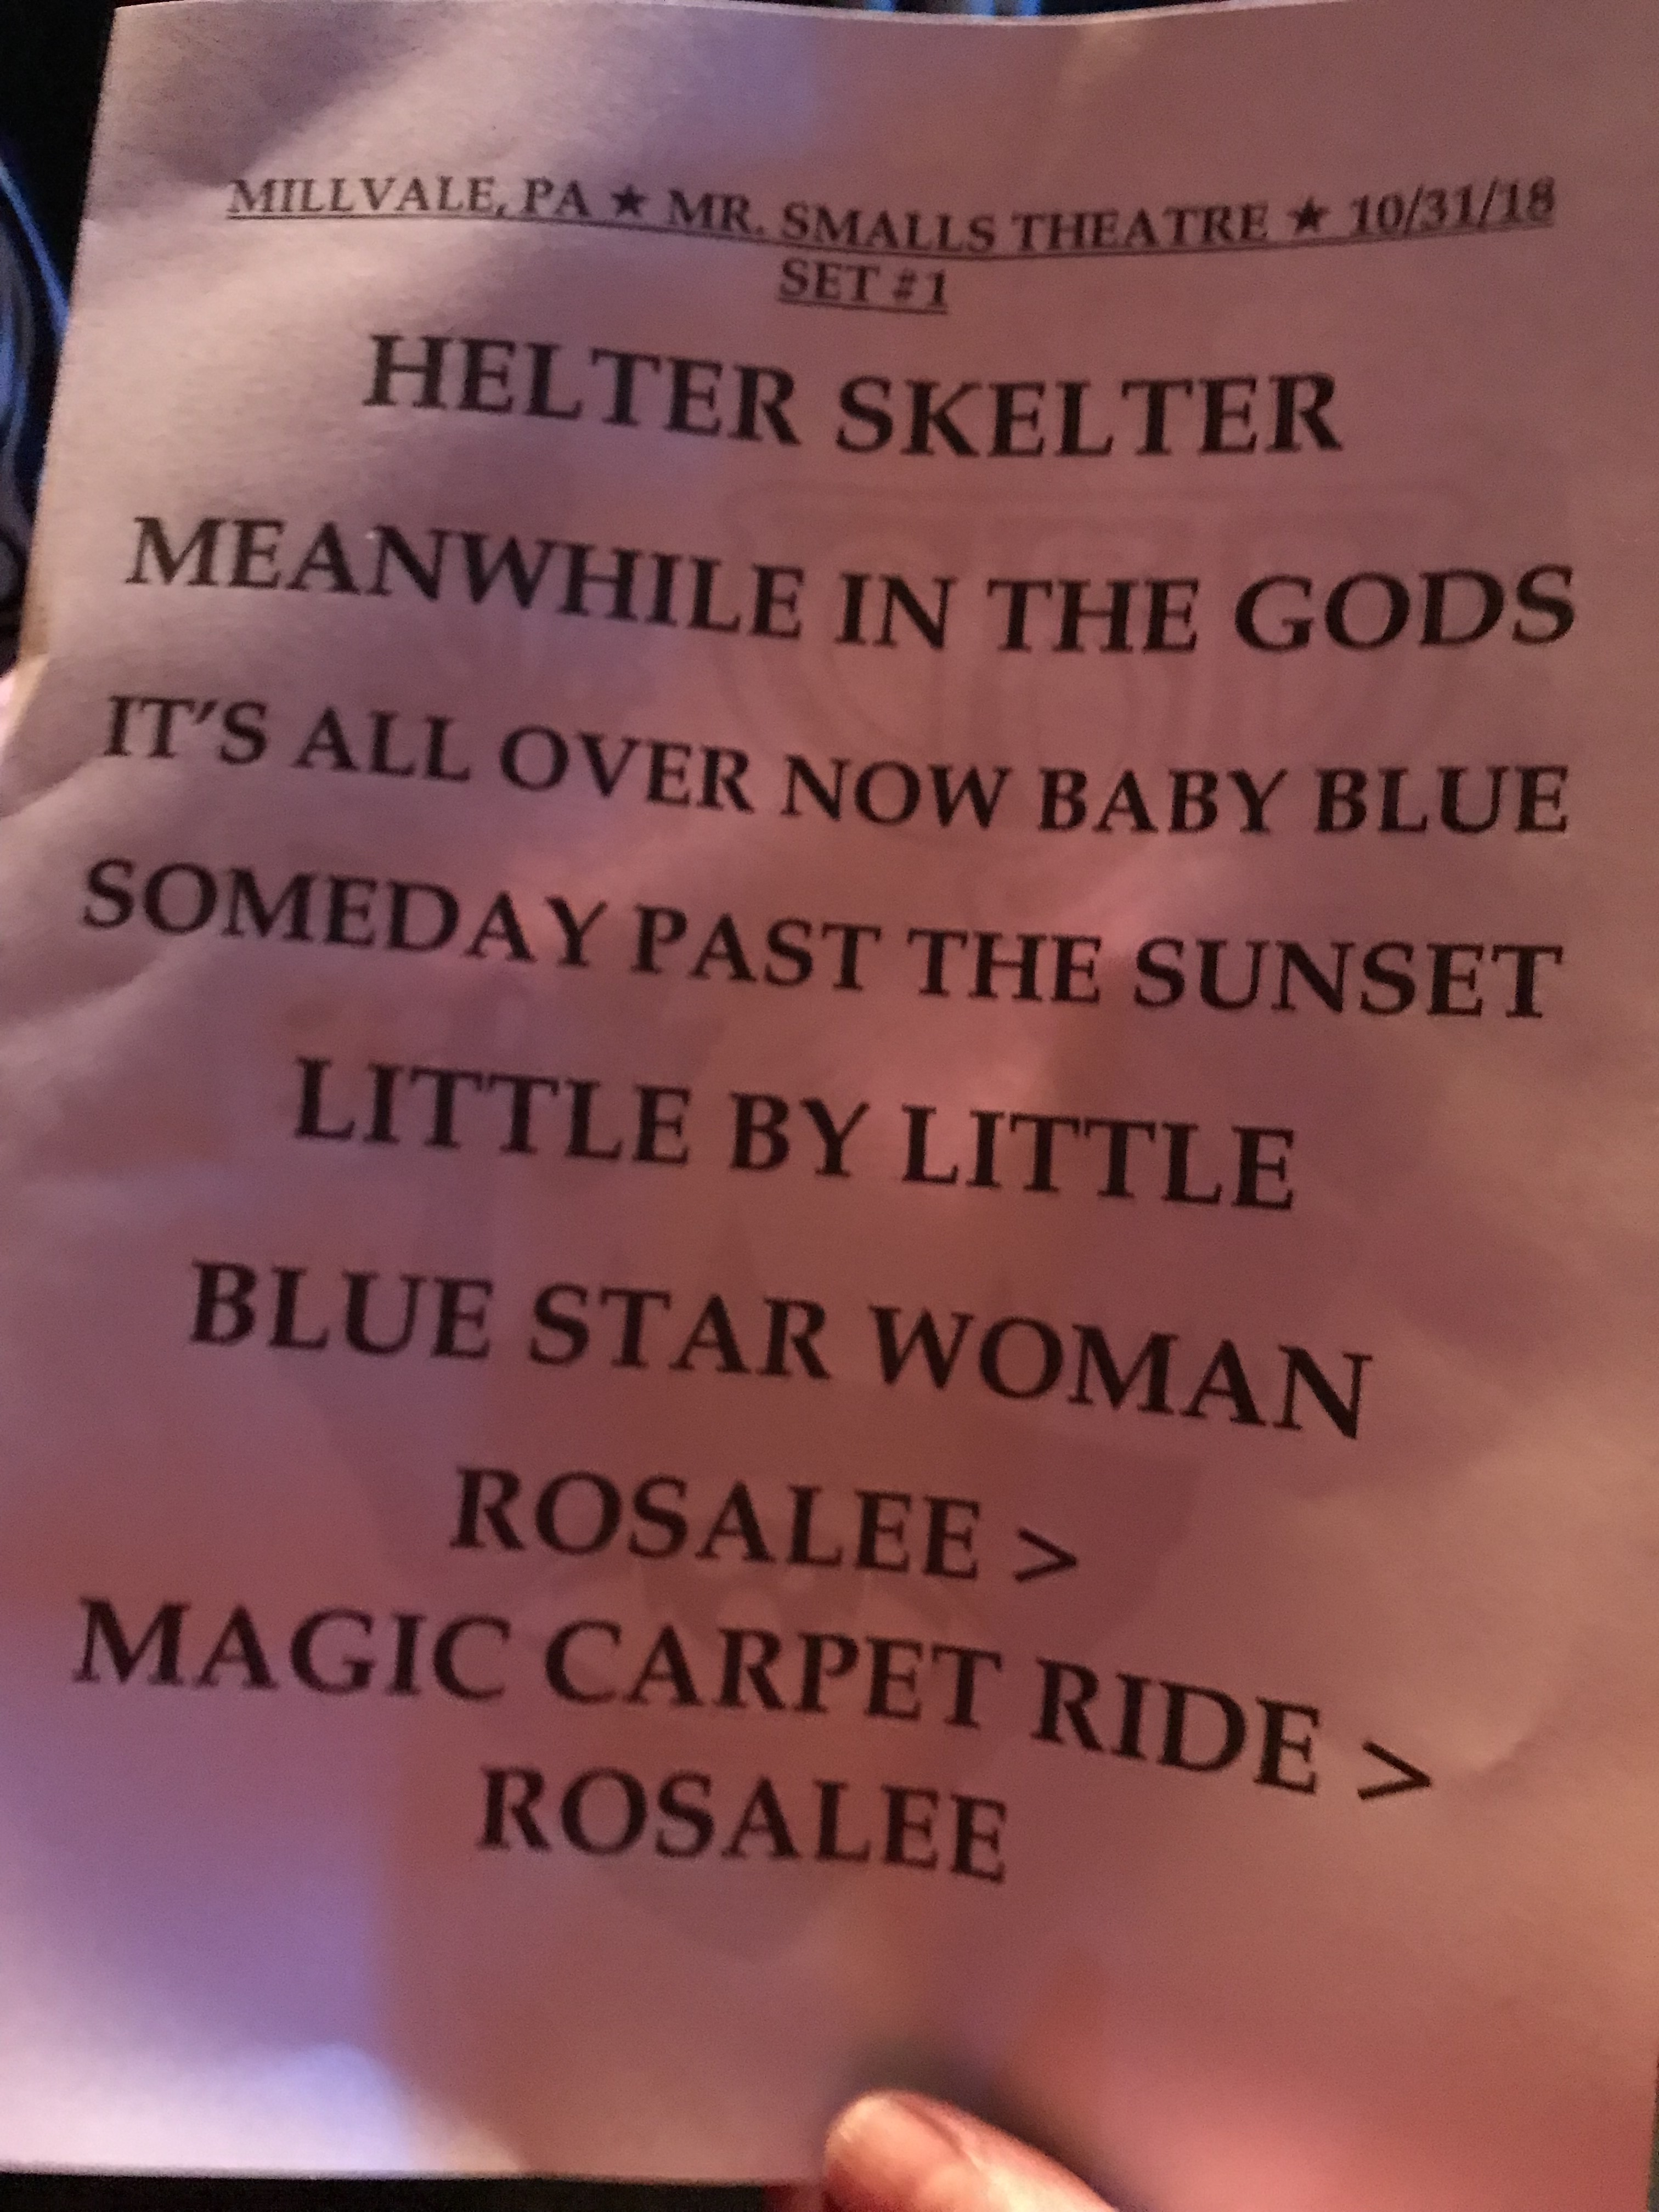 MILLVALE, PA ★ MR. SMALLS THEATRE ★ 10/31/18
SET #1
HELTER SKELTER
MEANWHILE IN THE GODS
IT'S ALL OVER NOW BABY BLUE
SOMEDAY PAST THE SUNSET
LITTLE BY LITTLE
BLUE STAR WOMAN
ROSALEE >
MAGIC CARPET RIDE >
ROSALEE